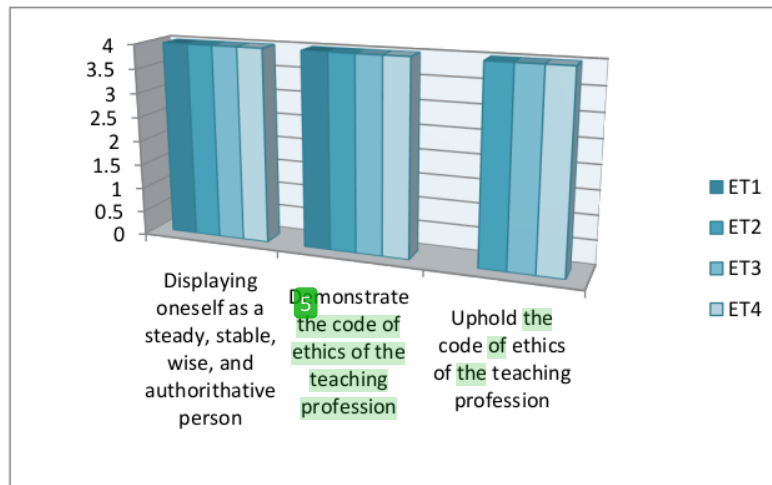 4
3.5
3
2.5
2
1.5
1
0.5
0
ET1
ET2
ET3
ET4
Displaying
oneself as a
steady, stable,
wise, and
authorithative
person
5
Demonstrate
the code of
ethics of the
teaching
profession
Uphold the
code of ethics
of the teaching
profession